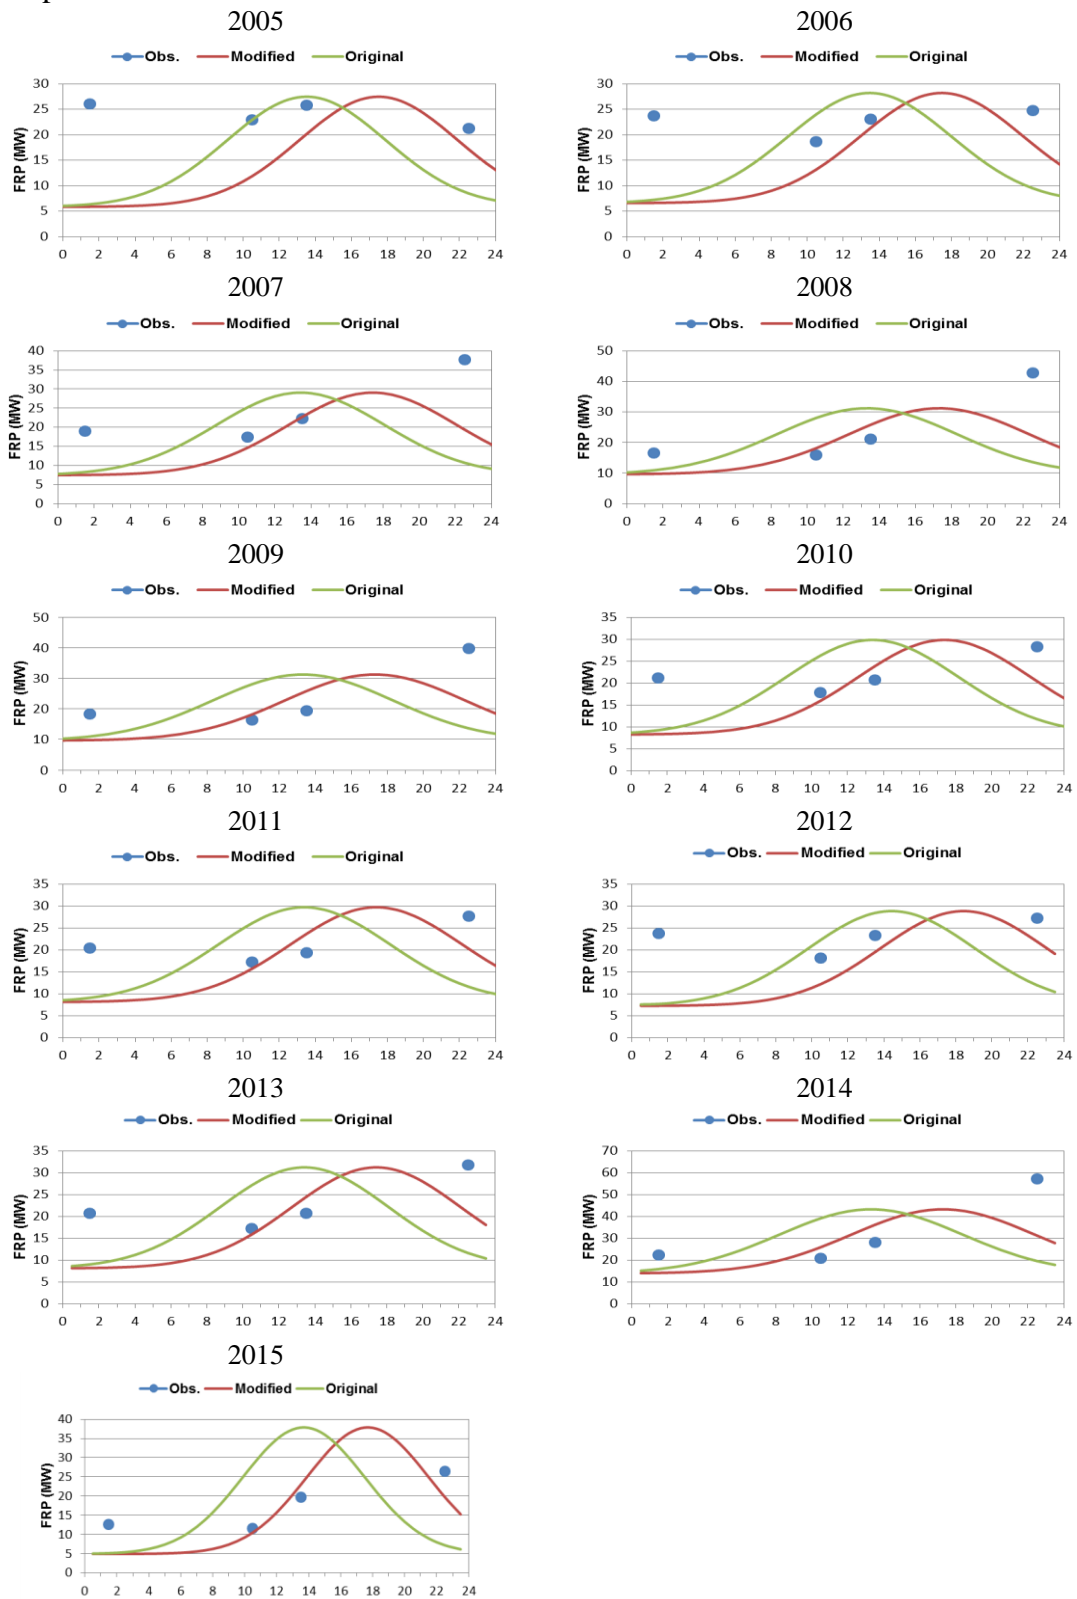 2005 2006
Obs. Modified Original Obs. Modified Original
FRP (MW) 30 25 20 15 10 5 0 FRP (MW) 30 25 20 15 10 5 0
0 2 4 6 8 10 12 14 16 18 20 22 24 0 2 4 6 8 10 12 14 16 18 20 22 24
2007 2008
Obs. Modified Original Obs. Modified Original
FRP (MW) 40 35 30 25 20 15 10 5 0 FRP (MW) 50 40 30 20 10 0
0 2 4 6 8 10 12 14 16 18 20 22 24 0 2 4 6 8 10 12 14 16 18 20 22 24
2009 2010
Obs. Modified Original Obs. Modified Original
FRP (MW) 50 40 30 20 10 0 FRP (MW) 35 30 25 20 15 10 5 0
0 2 4 6 8 10 12 14 16 18 20 22 24 0 2 4 6 8 10 12 14 16 18 20 22 24
2011 2012
Obs. Modified Original Obs. Modified Original
FRP (MW) 35 30 25 20 15 10 5 0 FRP (MW) 35 30 25 20 15 10 5 0
0 2 4 6 8 10 12 14 16 18 20 22 24 0 2 4 6 8 10 12 14 16 18 20 22 24
2013 2014
Obs. Modified Original Obs. Modified Original
FRP (MW) 35 30 25 20 15 10 5 0 FRP (MW) 70 60 50 40 30 20 10 0
0 2 4 6 8 10 12 14 16 18 20 22 24 0 2 4 6 8 10 12 14 16 18 20 22 24
2015
Obs. Modified Original
FRP (MW) 40 35 30 25 20 15 10 5 0
0 2 4 6 8 10 12 14 16 18 20 22 24